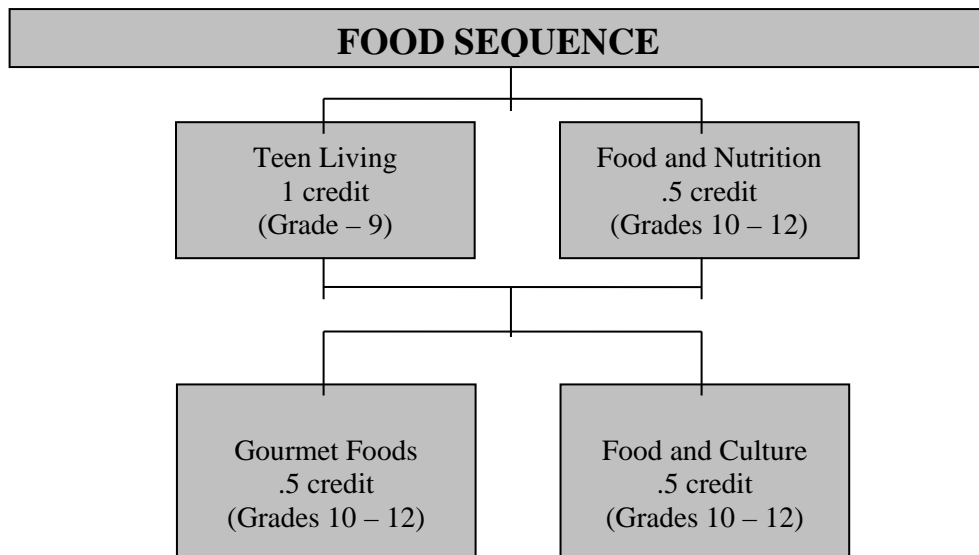 FOOD SEQUENCE
Teen Living
1 credit
(Grade – 9)
Food and Nutrition
.5 credit
(Grades 10 – 12)
Gourmet Foods
.5 credit
(Grades 10 – 12)
Food and Culture
.5 credit
(Grades 10 – 12)